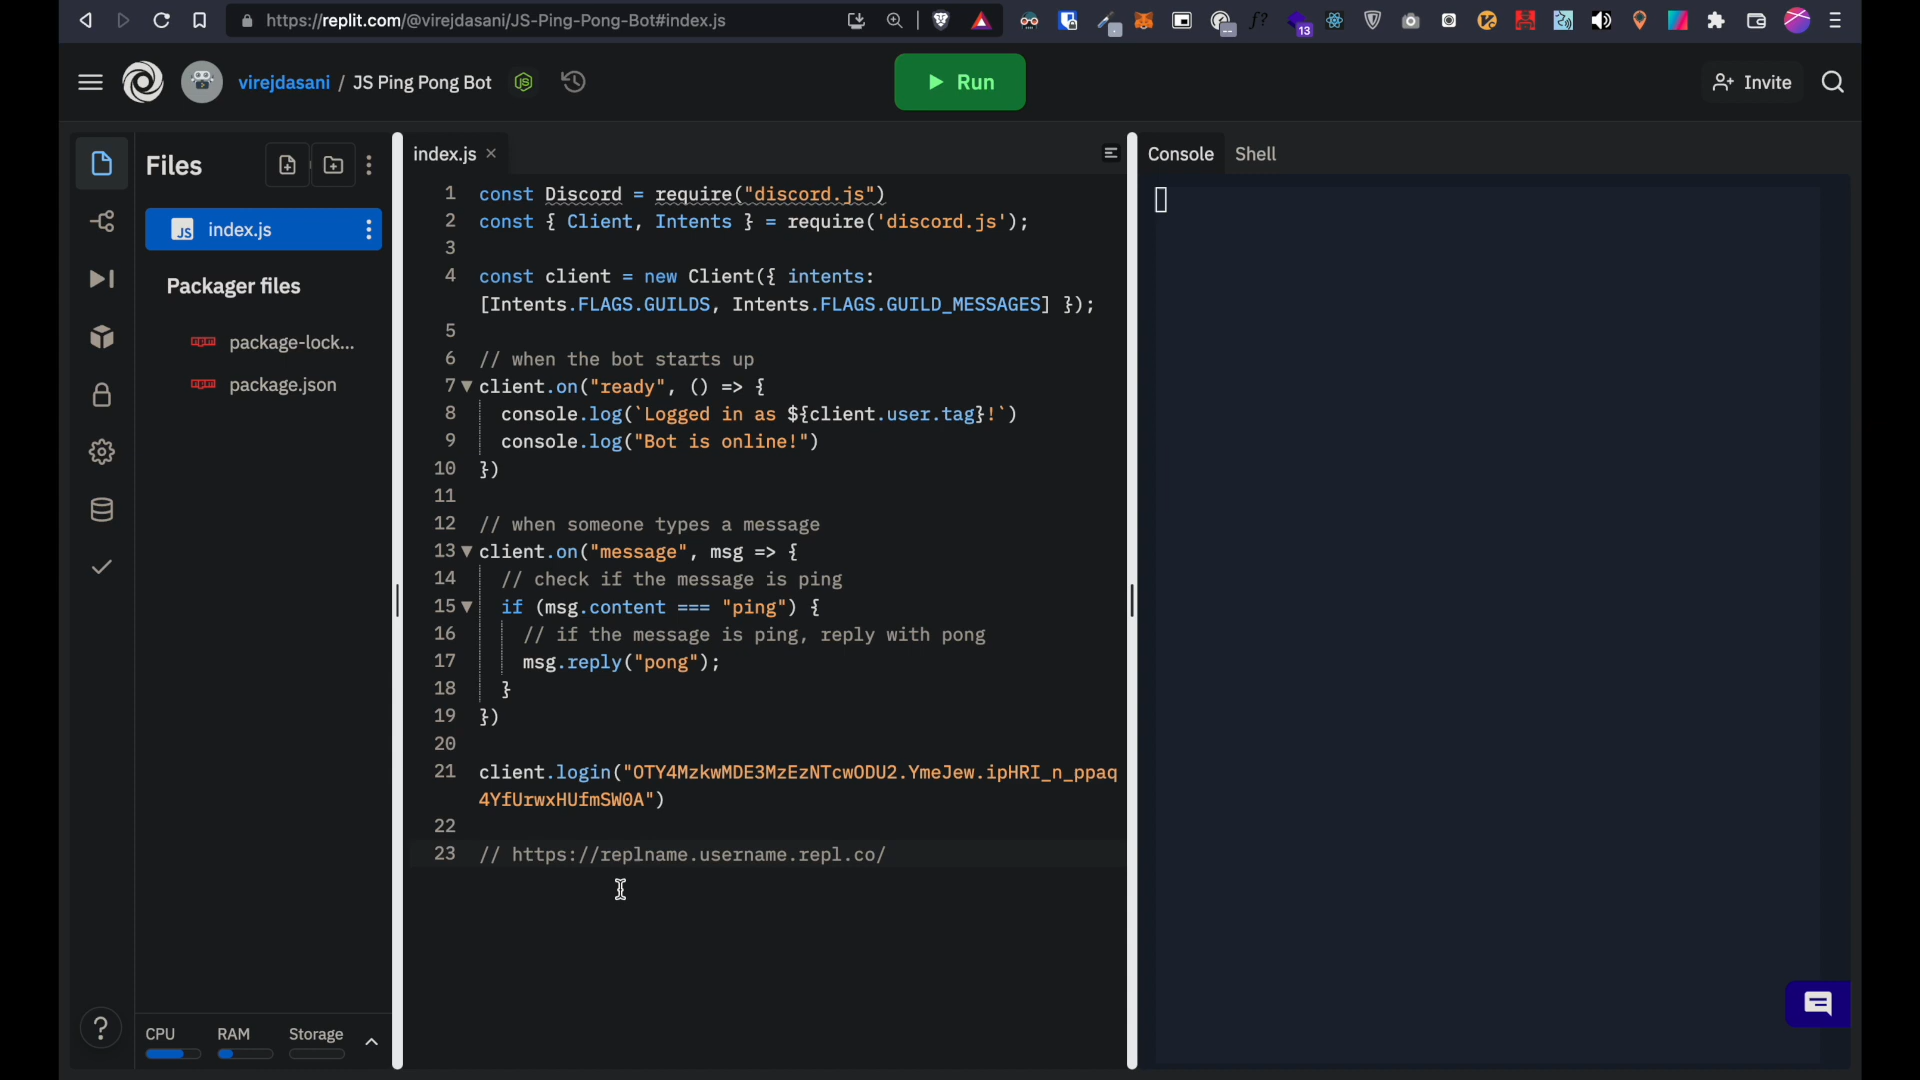 https://replit.com/@virejdasani/JS-Ping-Pong-Bot#index.js
13
virejdasani / JS Ping Pong Bot
Run
Invite
Files
index.js
Packager files
package-lock...
package.json
index.js
1 const Discord = require("discord.js")
2 const { Client, Intents } = require('discord.js');
3
4 const client = new Client({ intents:
[Intents.FLAGS.GUILDS, Intents.FLAGS.GUILD_MESSAGES] });
5
6 // when the bot starts up
7 client.on("ready", () => {
8 console.log(`Logged in as ${client.user.tag}!`)
9 console.log("Bot is online!")
10 })
11
12 // when someone types a message
13 client.on("message", msg => {
14 // check if the message is ping
15 if (msg.content === "ping") {
16 // if the message is ping, reply with pong
17 msg.reply("pong");
18 }
19 })
20
21 client.login("OTY4MzkwMDE3MzEzNTcwODU2.YmeJew.ipHRI_n_ppaq
4YfUrwxHUfmSW0A")
22
23 // https://replname.username.repl.co/
Console
Shell
?
CPU
RAM
Storage